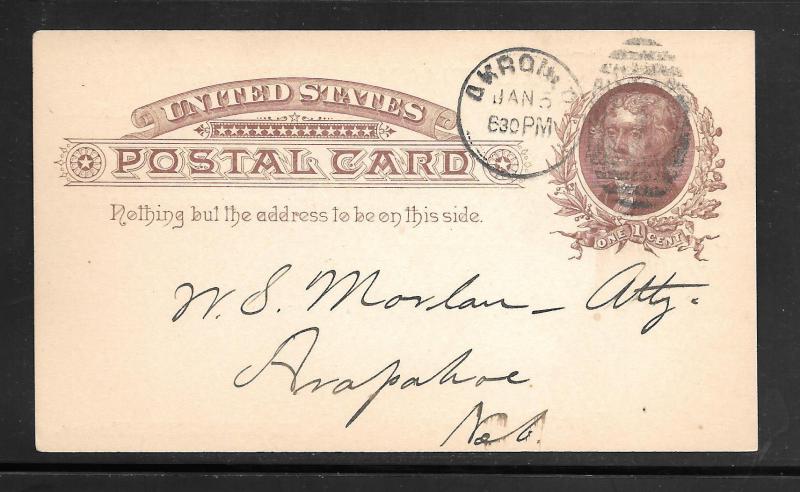 UNITED STATES
POSTAL CARD
Nothing but the address to be on this side.
AKRON, O.
JAN 5
630PM
ONE 1 CENT
W. S. Morlan - Atty.
Arapahoe
Neb.